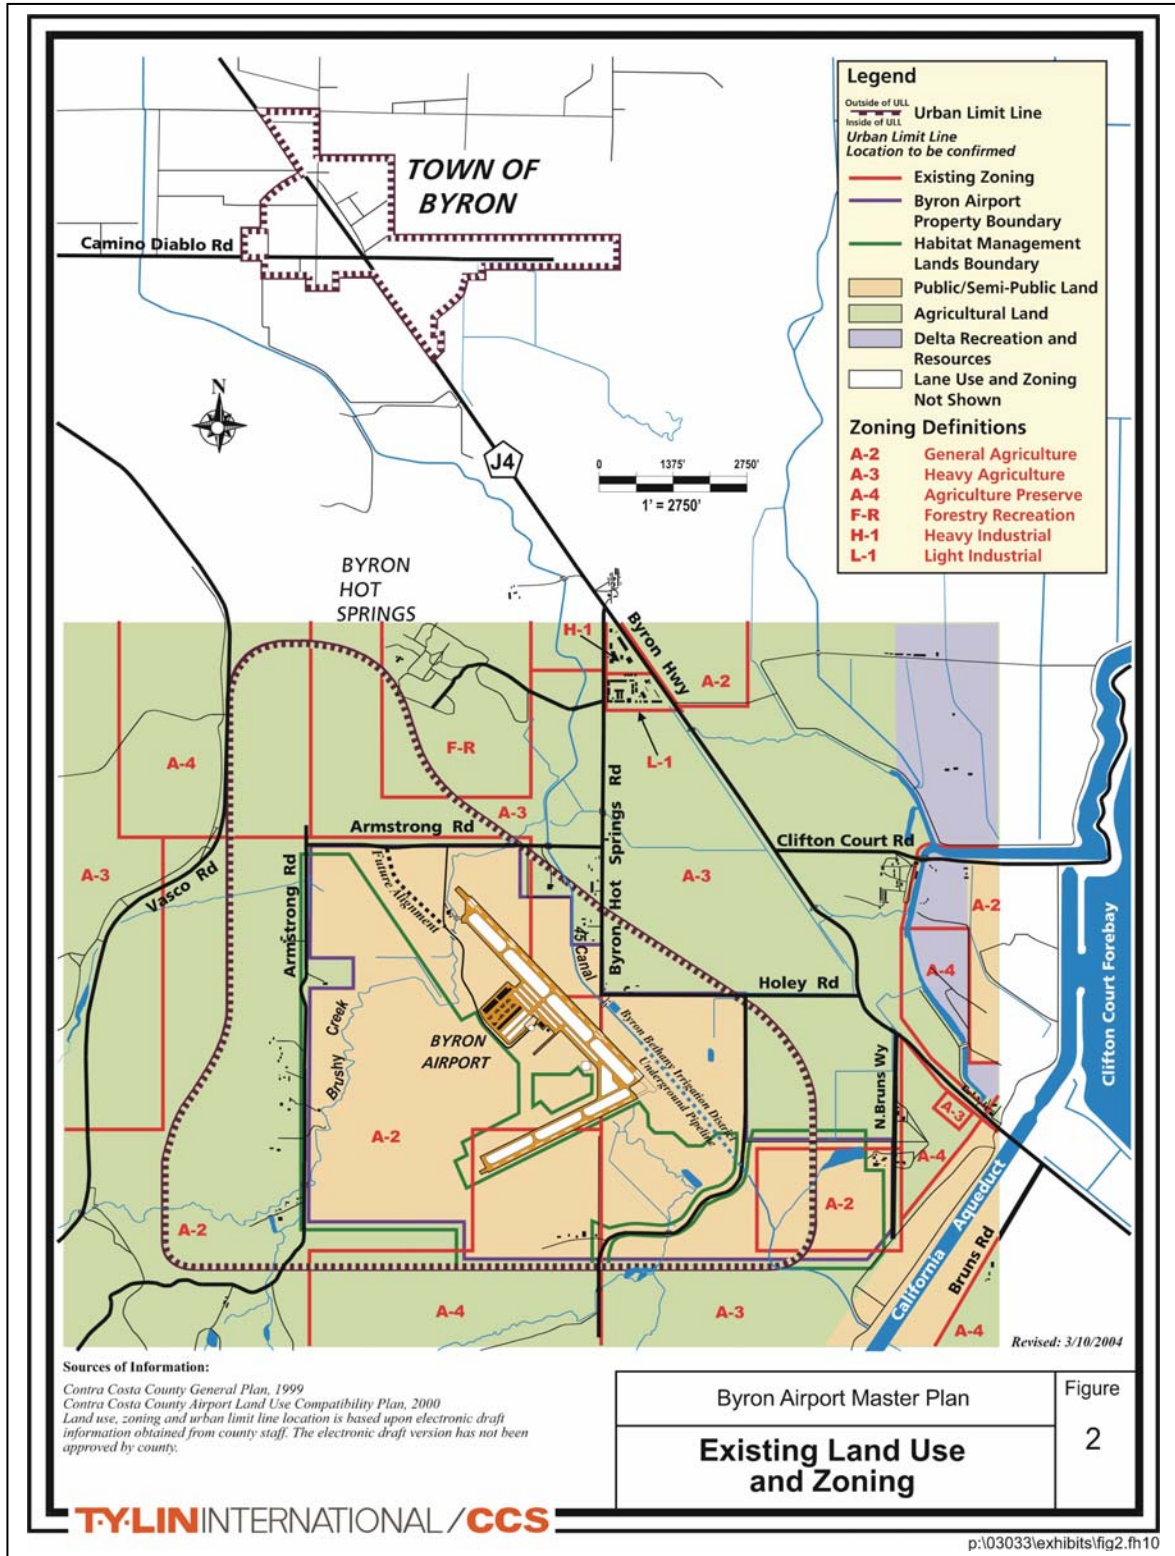 Legend
Outside of ULL
Urban Limit Line
Inside of ULL
Urban Limit Line
Location to be confirmed
Existing Zoning
Byron Airport
Property Boundary
Habitat Management
Lands Boundary
Public/Semi-Public Land
Agricultural Land
Delta Recreation and
Resources
Lane Use and Zoning
Not Shown
Zoning Definitions
A-2 General Agriculture
A-3 Heavy Agriculture
A-4 Agriculture Preserve
F-R Forestry Recreation
H-1 Heavy Industrial
L-1 Light Industrial
TOWN OF
BYRON
Camino Diablo Rd
N
J4
0 1375' 2750'
1' = 2750'
BYRON
HOT
SPRINGS
H-1
Byron Hwy
A-2
F-R
L-1
A-4
A-3
Armstrong Rd
Byron Hot Springs Rd
Clifton Court Rd
A-3
Vasco Rd
Armstrong Rd
Future Alignment
A-3
A-2
45 Canal
A-4
Holey Rd
Clifton Court Forebay
Brushy Creek
BYRON
AIRPORT
Byron Bethany Irrigation District
Underground Pipeline
N.Bruns Wy
A-3
A-2
A-4
A-2
A-2
California Aqueduct
Bruns Rd
A-4
A-3
A-4
Revised: 3/10/2004
Sources of Information:
Contra Costa County General Plan, 1999
Contra Costa County Airport Land Use Compatibility Plan, 2000
Land use, zoning and urban limit line location is based upon electronic draft
information obtained from county staff. The electronic draft version has not been
approved by county.
Byron Airport Master Plan
Existing Land Use
and Zoning
Figure
2
T·Y·LIN INTERNATIONAL / CCS
p:\03033\exhibits\fig2.fh10